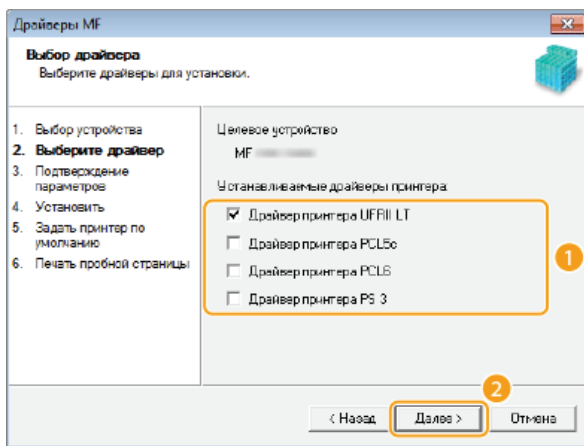 Драйверы MF
Выбор драйвера
Выберите драйверы для установки.
1. Выбор устройства
2. Выберите драйвер
3. Подтверждение
параметров
4. Установить
5. Задать принтер по
умолчанию
6. Печать пробной страницы
Целевое устройство
MF
Устанавливаемые драйверы принтера
Драйвер принтера UFRII LT
Драйвер принтера PCL5c
Драйвер принтера PCL6
Драйвер принтера PS 3
1
2
< Назад
Далее >
Отмена